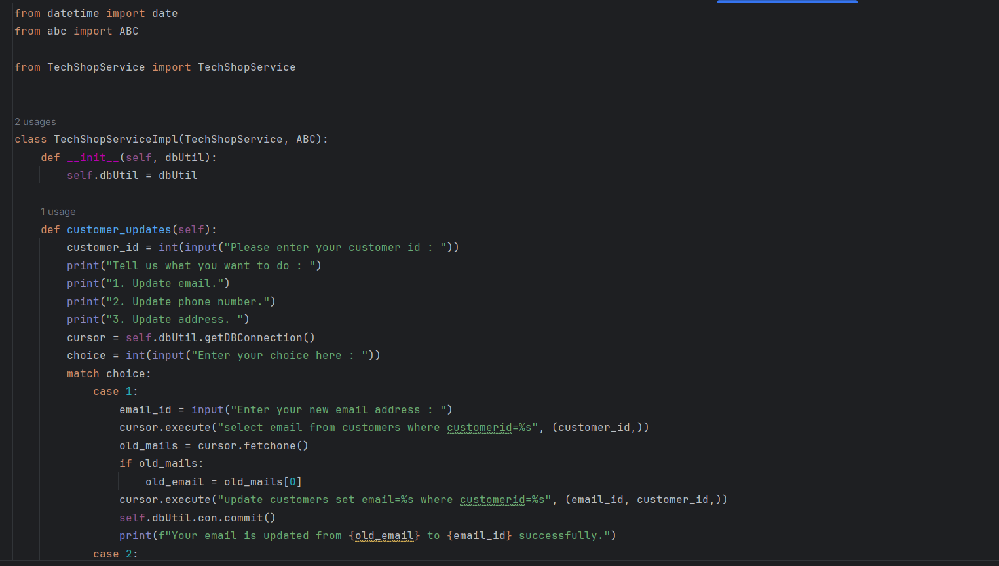 from datetime import date
from abc import ABC
from TechShopService import TechShopService
2 usages
class TechShopServiceImpl(TechShopService, ABC):
    def __init__(self, dbUtil):
        self.dbUtil = dbUtil
    1 usage
    def customer_updates(self):
        customer_id = int(input("Please enter your customer id : "))
        print("Tell us what you want to do : ")
        print("1. Update email.")
        print("2. Update phone number.")
        print("3. Update address. ")
        cursor = self.dbUtil.getDBConnection()
        choice = int(input("Enter your choice here : "))
        match choice:
            case 1:
                email_id = input("Enter your new email address : ")
                cursor.execute("select email from customers where customerid=%s", (customer_id,))
                old_mails = cursor.fetchone()
                if old_mails:
                    old_email = old_mails[0]
                cursor.execute("update customers set email=%s where customerid=%s", (email_id, customer_id,))
                self.dbUtil.con.commit()
                print(f"Your email is updated from {old_email} to {email_id} successfully.")
            case 2: